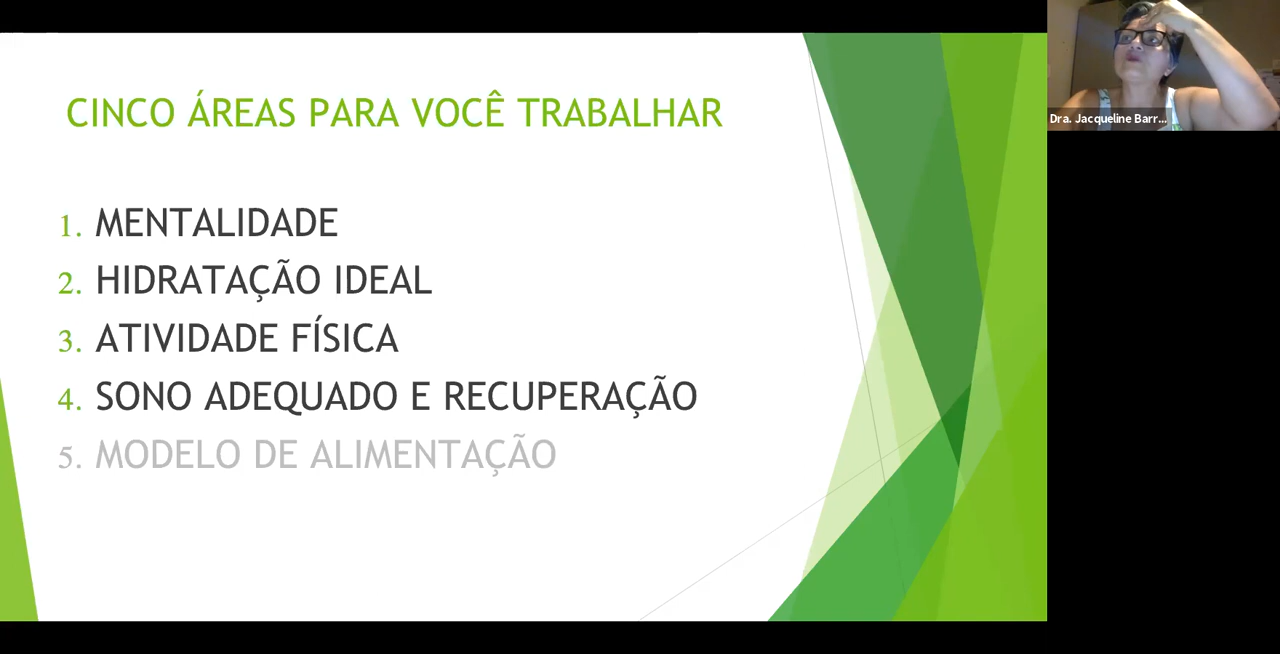 CINCO ÁREAS PARA VOCÊ TRABALHAR
1. MENTALIDADE
2. HIDRATAÇÃO IDEAL
3. ATIVIDADE FÍSICA
4. SONO ADEQUADO E RECUPERAÇÃO
5. MODELO DE ALIMENTAÇÃO
Dra. Jacqueline Barr...